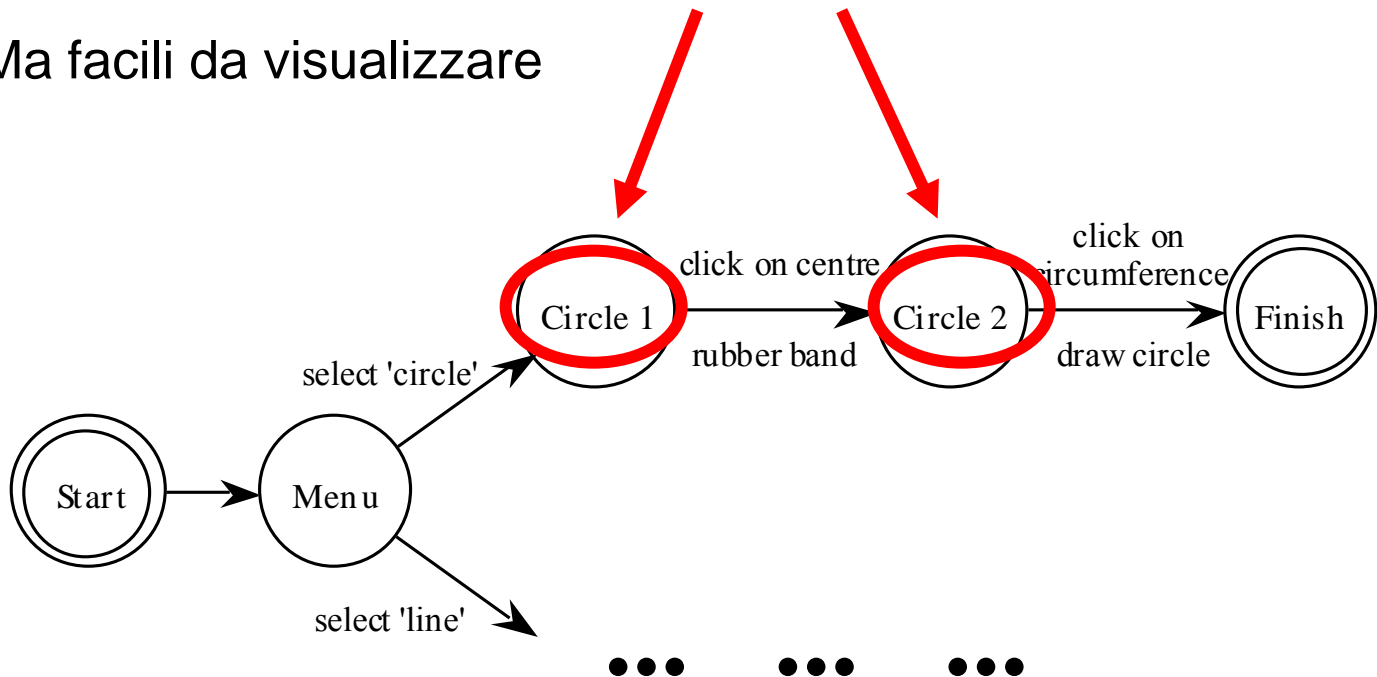 Ma facili da visualizzare
click on
circumference
click on centre
Circle 1
Circle 2
Finish
rubber band
draw circle
select 'circle'
Start
Menu
select 'line'